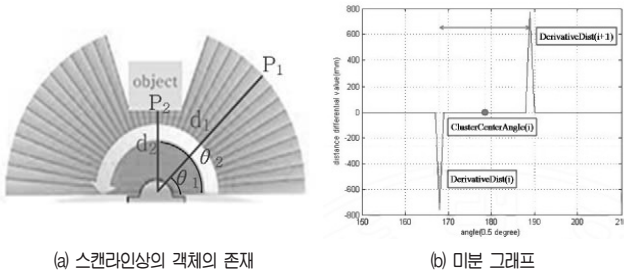 object
P1
P2
d1
d2
θ2
θ1
(a) 스캔라인상의 객체의 존재
800
600
400
200
0
-200
-400
-600
-800
150
160
170
180
190
200
210
distance differential value(mm)
angle(0.5 degree)
DerivativeDist(i+1)
ClusterCenterAngle(i)
DerivativeDist(i)
(b) 미분 그래프